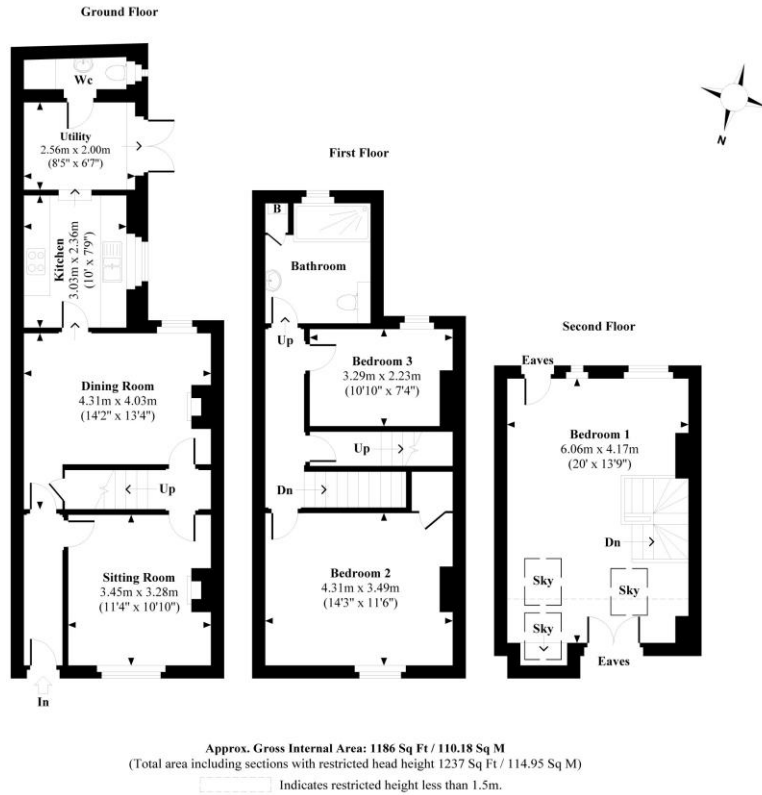 Ground Floor
Wc
Utility
2.56m x 2.00m
(8'5" x 6'7")
Kitchen
3.03m x 2.36m
(10' x 7'9")
Dining Room
4.31m x 4.03m
(14'2" x 13'4")
Up
Sitting Room
3.45m x 3.28m
(11'4" x 10'10")
In
First Floor
B
Bathroom
Up
Bedroom 3
3.29m x 2.23m
(10'10" x 7'4")
Up
Dn
Bedroom 2
4.31m x 3.49m
(14'3" x 11'6")
N
Second Floor
Eaves
Bedroom 1
6.06m x 4.17m
(20' x 13'9")
Dn
Sky
Sky
Sky
Eaves
Approx. Gross Internal Area: 1186 Sq Ft / 110.18 Sq M
(Total area including sections with restricted head height 1237 Sq Ft / 114.95 Sq M)
Indicates restricted height less than 1.5m.